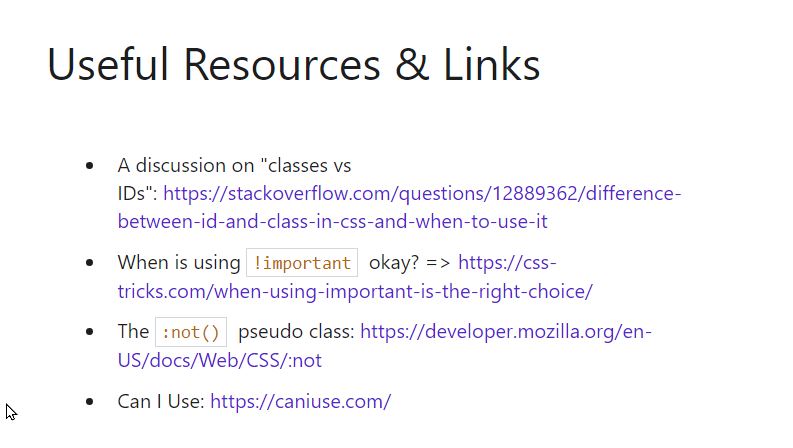 Useful Resources & Links
• A discussion on "classes vs
IDs": https://stackoverflow.com/questions/12889362/difference-
between-id-and-class-in-css-and-when-to-use-it
• When is using !important okay? => https://css-
tricks.com/when-using-important-is-the-right-choice/
• The :not() pseudo class: https://developer.mozilla.org/en-
US/docs/Web/CSS/:not
• Can I Use: https://caniuse.com/